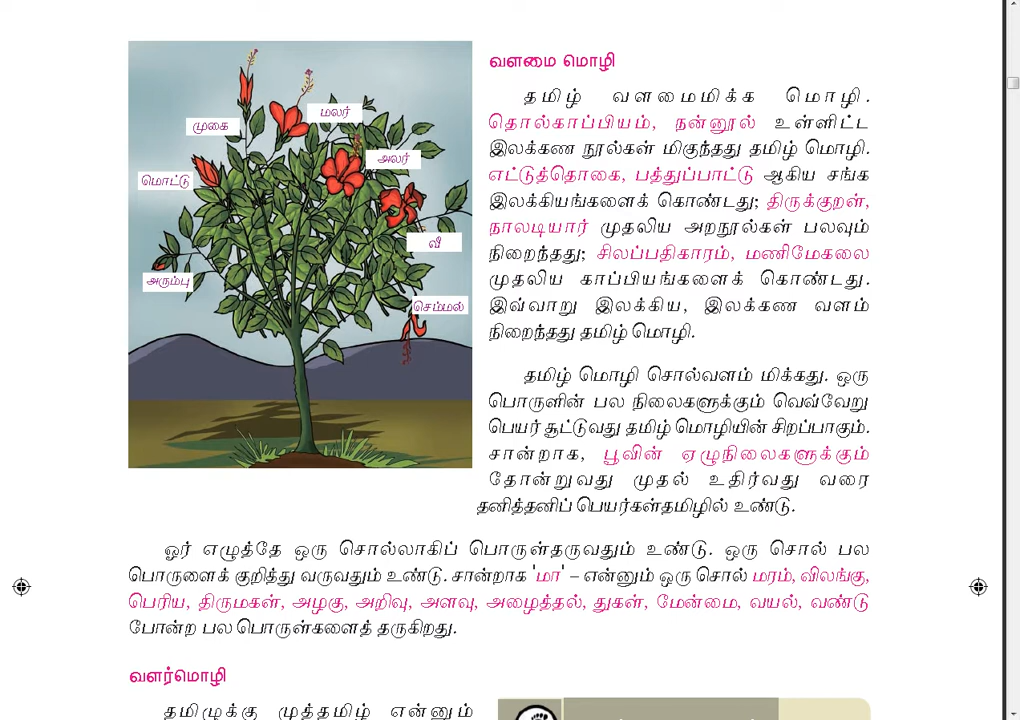 முகை
மலர்
அலர்
மொட்டு
வீ
அரும்பு
செம்மல்
வளமை மொழி
தமிழ் வளமைமிக்க மொழி.
தொல்காப்பியம், நன்னூல் உள்ளிட்ட
இலக்கண நூல்கள் மிகுந்தது தமிழ் மொழி.
எட்டுத்தொகை, பத்துப்பாட்டு ஆகிய சங்க
இலக்கியங்களைக் கொண்டது; திருக்குறள்,
நாலடியார் முதலிய அறநூல்கள் பலவும்
நிறைந்தது; சிலப்பதிகாரம், மணிமேகலை
முதலிய காப்பியங்களைக் கொண்டது.
இவ்வாறு இலக்கிய, இலக்கண வளம்
நிறைந்தது தமிழ் மொழி.
தமிழ் மொழி சொல்வளம் மிக்கது. ஒரு
பொருளின் பல நிலைகளுக்கும் வெவ்வேறு
பெயர் சூட்டுவது தமிழ் மொழியின் சிறப்பாகும்.
சான்றாக, பூவின் ஏழுநிலைகளுக்கும்
தோன்றுவது முதல் உதிர்வது வரை
தனித்தனிப் பெயர்கள்தமிழில் உண்டு.
ஓர் எழுத்தே ஒரு சொல்லாகிப் பொருள்தருவதும் உண்டு. ஒரு சொல் பல
பொருளைக் குறித்து வருவதும் உண்டு. சான்றாக 'மா' – என்னும் ஒரு சொல் மரம், விலங்கு,
பெரிய, திருமகள், அழகு, அறிவு, அளவு, அழைத்தல், துகள், மேன்மை, வயல், வண்டு
போன்ற பல பொருள்களைத் தருகிறது.
வளர்மொழி
தமிழுக்கு முத்தமிழ் என்னும்